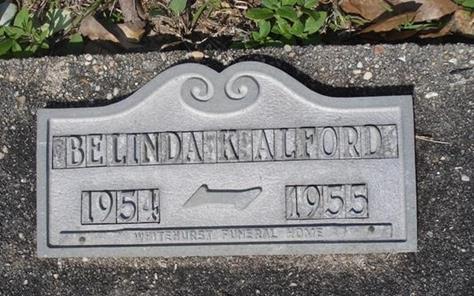 BELINDA K ALFORD
1954 1955
WHITEHURST FUNERAL HOME